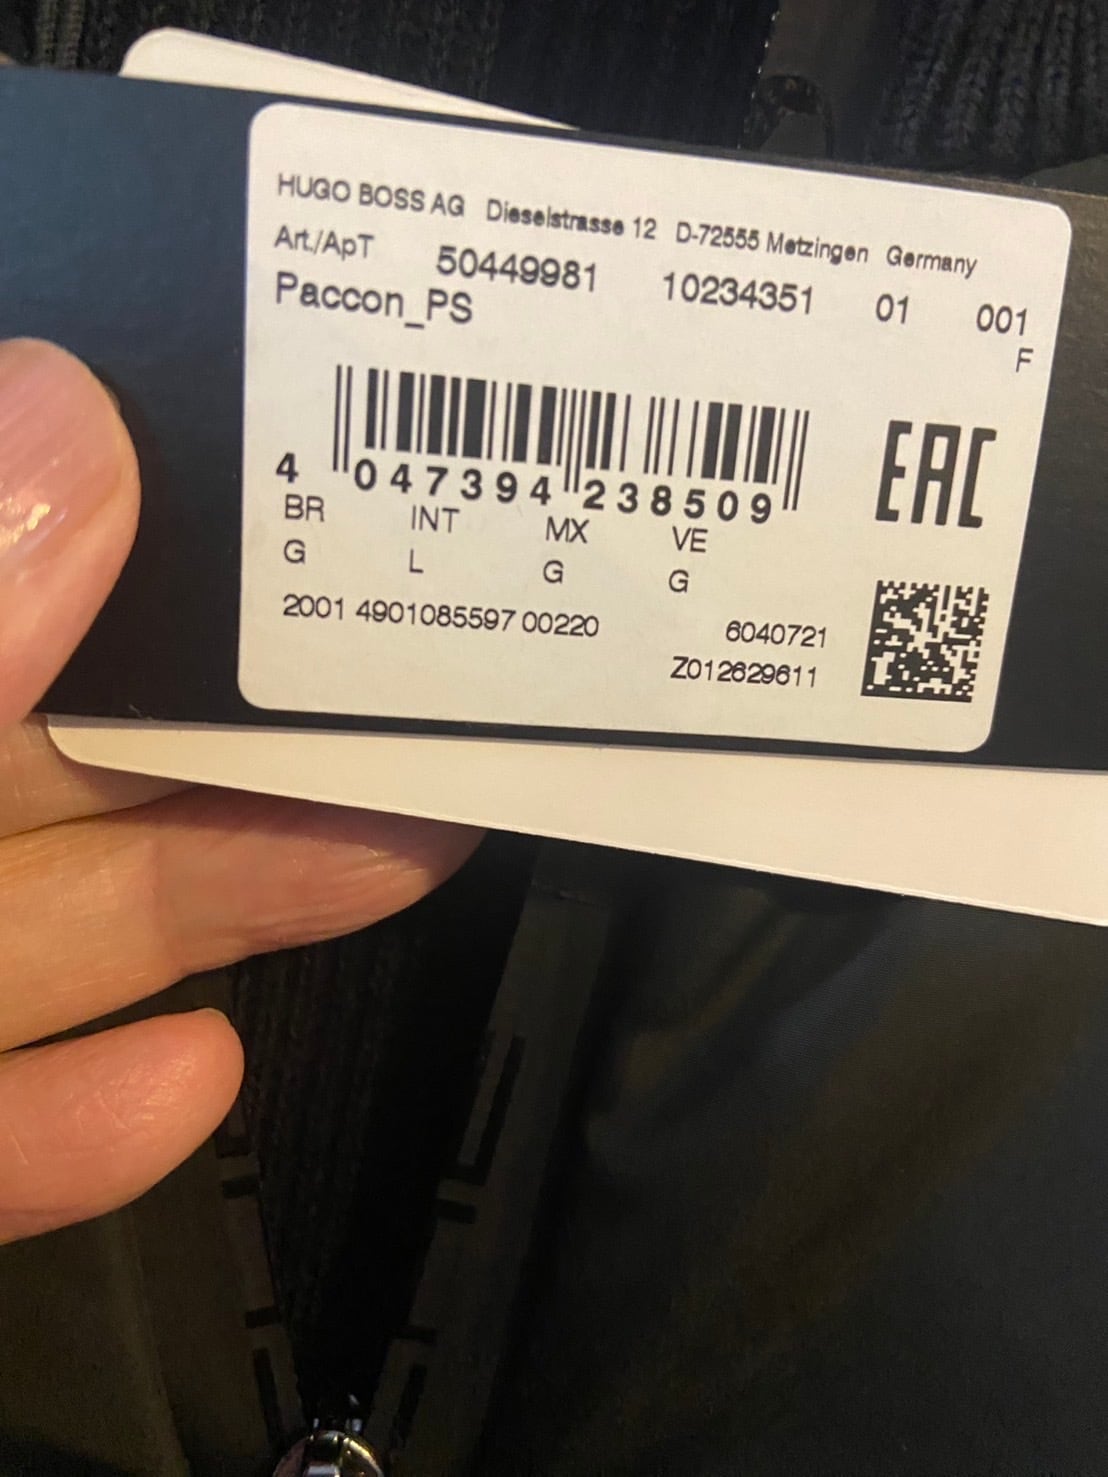 HUGO BOSS AG Dieselstrasse 12 D-72555 Metzingen Germany
Art./ApT 50449981 10234351 01 001
Paccon_PS F
4 047394 238509
EAC
BR INT MX VE
G L G G
2001 4901085597 00220 6040721
Z012629611